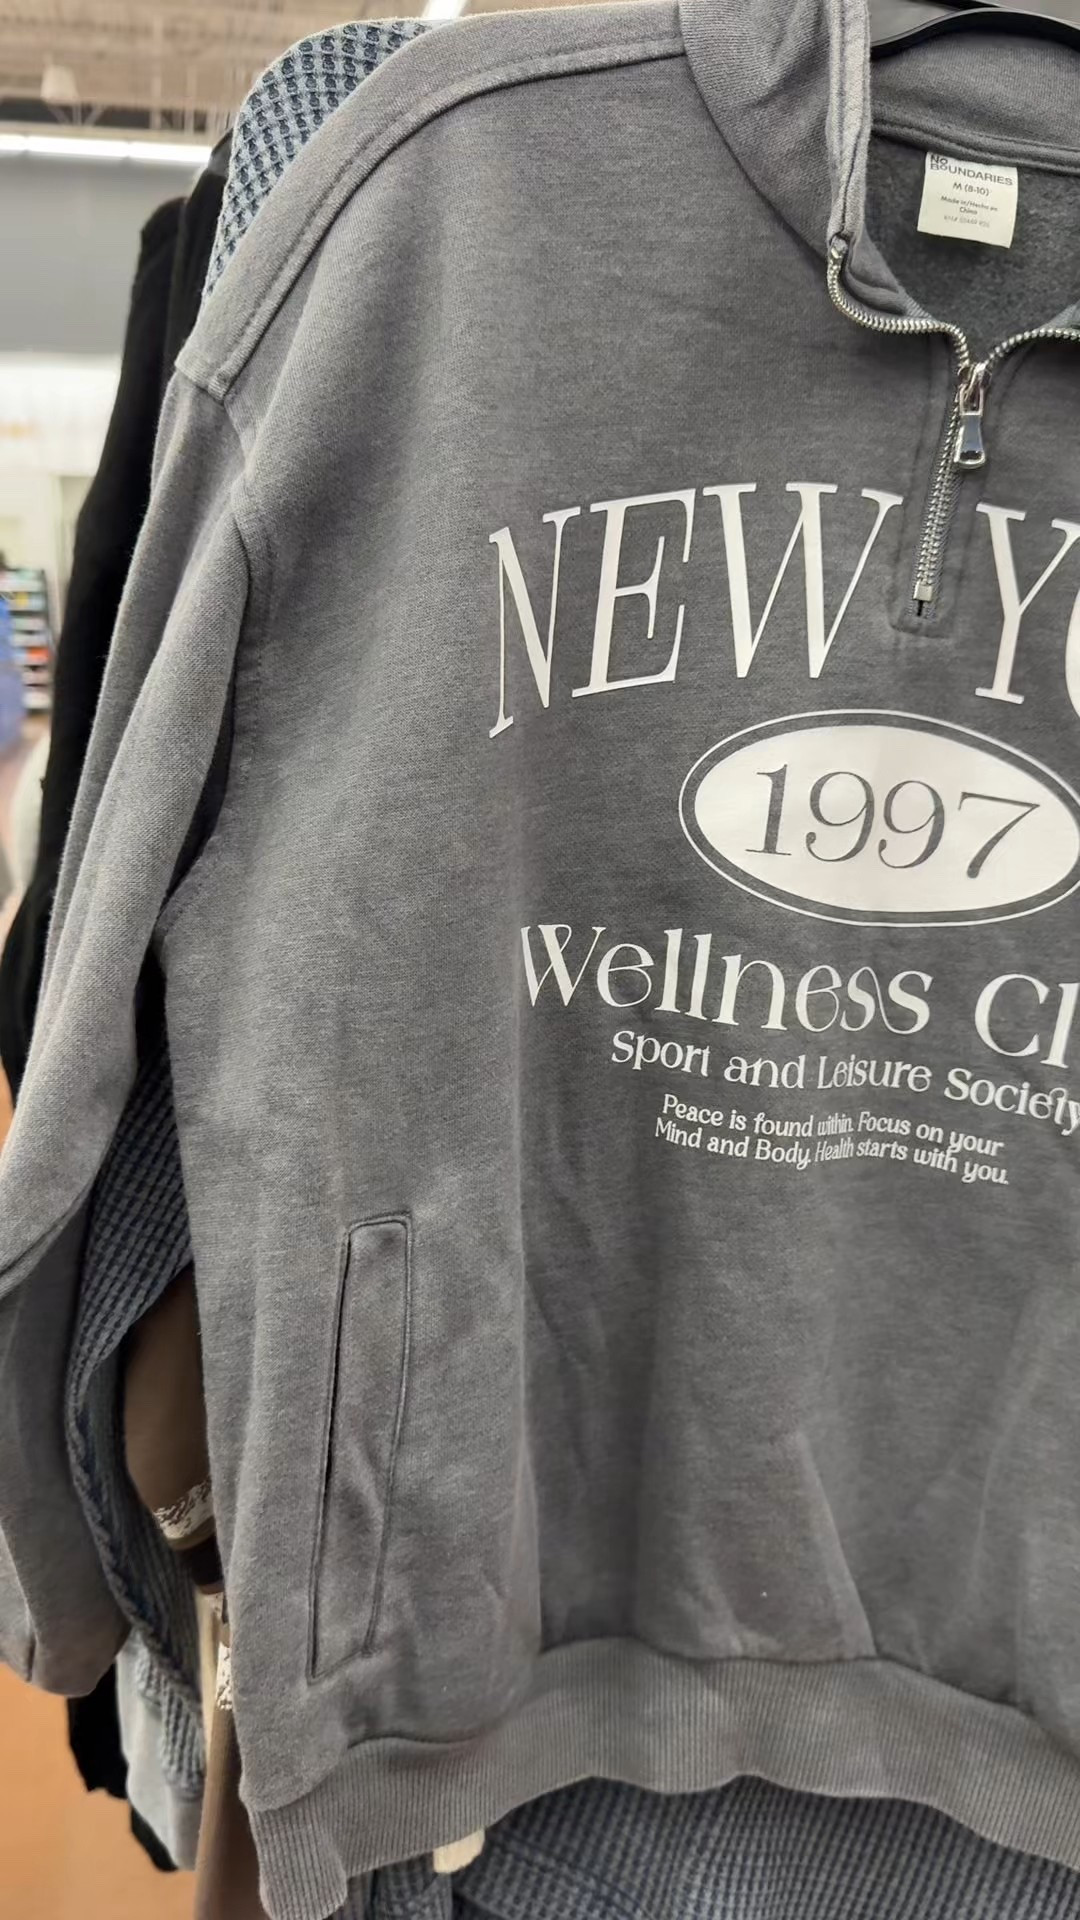 NO
BOUNDARIES
M (8-10)
Made in/Hecho en
China
NEW YO
1997
Wellness Cl
Sport and Leisure Society
Peace is found within. Focus on your
Mind and Body. Health starts with you.